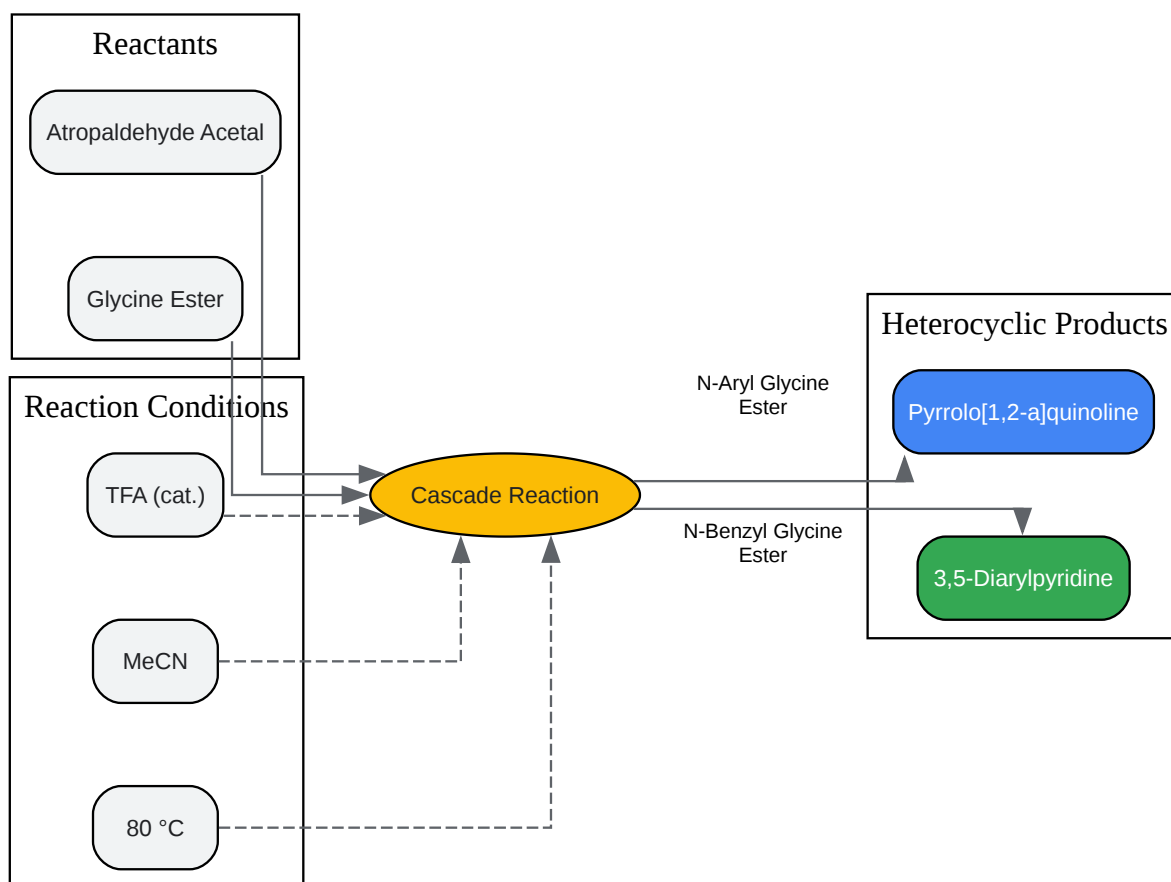 Reactants
Atropaldehyde Acetal
Glycine Ester
Reaction Conditions
TFA (cat.)
MeCN
80 °C
Cascade Reaction
N-Aryl Glycine
Ester
N-Benzyl Glycine
Ester
Heterocyclic Products
Pyrrolo[1,2-a]quinoline
3,5-Diarylpyridine